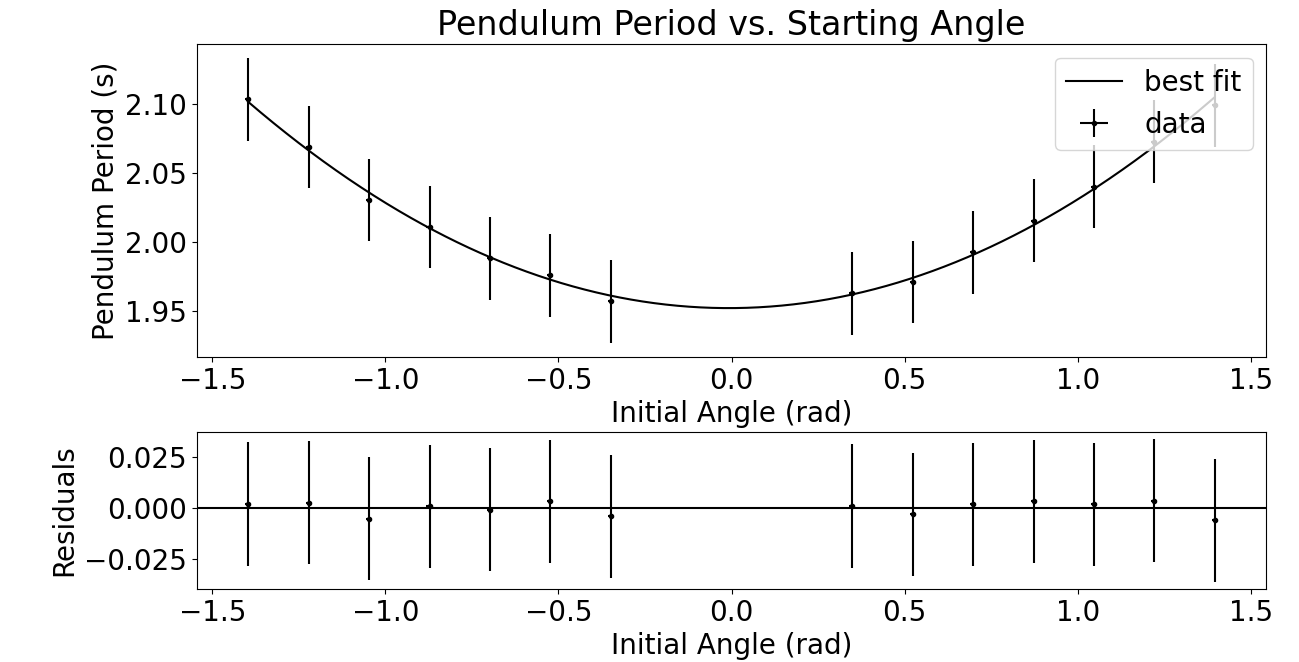 Pendulum Period vs. Starting Angle
Pendulum Period (s)
2.10
2.05
2.00
1.95
best fit
data
−1.5 −1.0 −0.5 0.0 0.5 1.0 1.5
Initial Angle (rad)
Residuals
0.025
0.000
−0.025
−1.5 −1.0 −0.5 0.0 0.5 1.0 1.5
Initial Angle (rad)